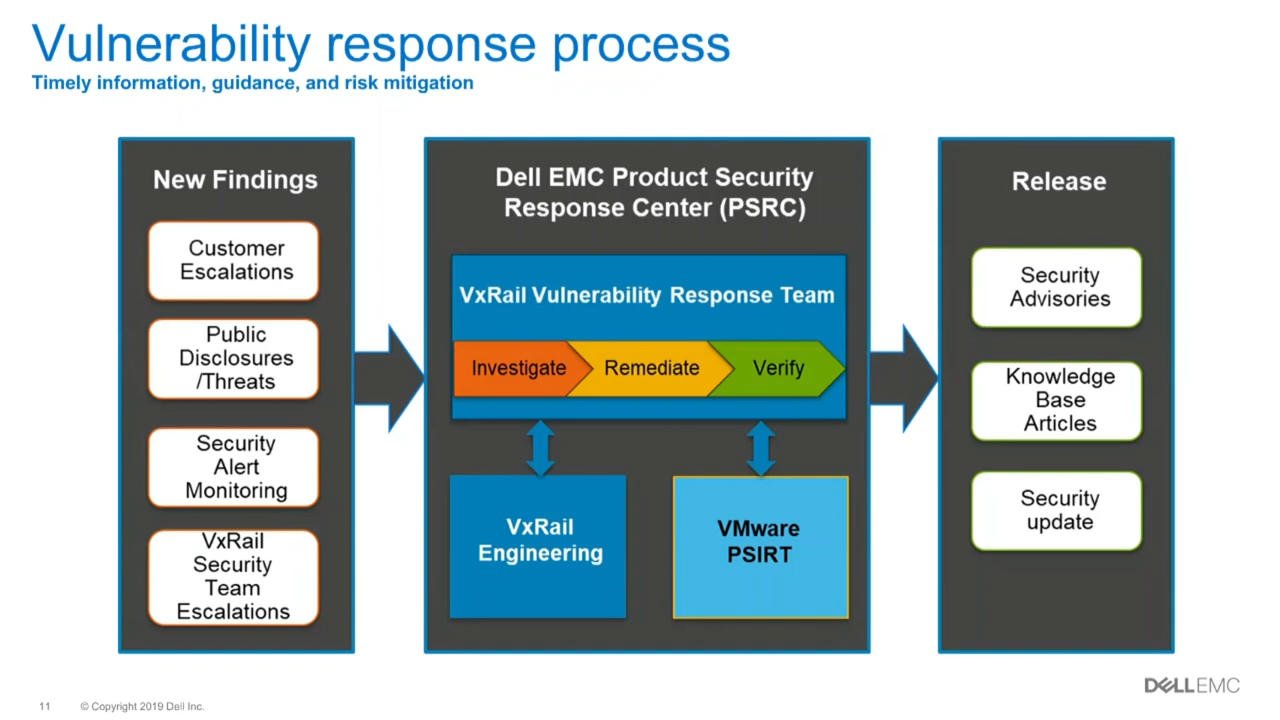 Vulnerability response process
Timely information, guidance, and risk mitigation
New Findings
Customer
Escalations
Public
Disclosures
/Threats
Security
Alert
Monitoring
VxRail
Security
Team
Escalations
Dell EMC Product Security
Response Center (PSRC)
VxRail Vulnerability Response Team
Investigate
Remediate
Verify
VxRail
Engineering
VMware
PSIRT
Release
Security
Advisories
Knowledge
Base
Articles
Security
update
DELLEMC
11
© Copyright 2019 Dell Inc.